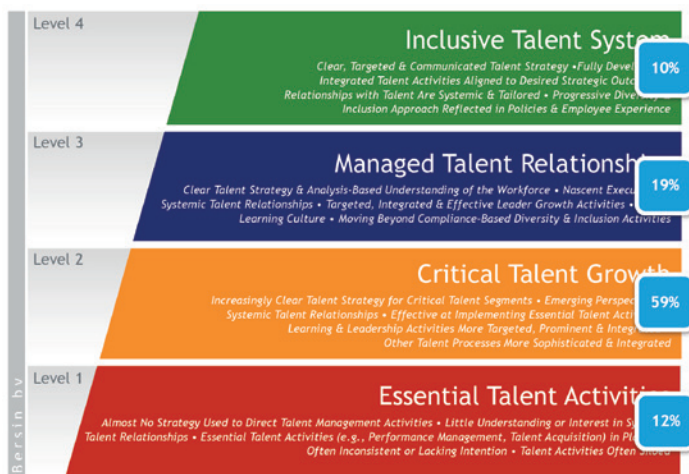 Level 4
Inclusive Talent System
Clear, Targeted & Communicated Talent Strategy •Fully
Integrated Talent Activities Aligned to Desired Strategic
Relationships with Talent Are Systemic & Tailored • Progressive
Inclusion Approach Reflected in Policies & Employee Experience
10%
Level 3
Managed Talent
Clear Talent Strategy & Analysis-Based Understanding of the Workforce • Nascent
Systemic Talent Relationships • Targeted, Integrated & Effective Leader Growth Activities •
Learning Culture • Moving Beyond Compliance-Based Diversity & Inclusion Activities
19%
Level 2
Critical Talent Growth
Increasingly Clear Talent Strategy for Critical Talent Segments • Emerging
Systemic Talent Relationships • Effective at Implementing Essential Talent
Learning & Leadership Activities More Targeted, Prominent &
Other Talent Processes More Sophisticated & Integrated
59%
Level 1
Essential Talent Activities
Almost No Strategy Used to Direct Talent Management Activities • Little Understanding or Interest in
Talent Relationships • Essential Talent Activities (e.g., Performance Management, Talent Acquisition) in
Often Inconsistent or Lacking Intention • Talent Activities Often
12%
Bersin by